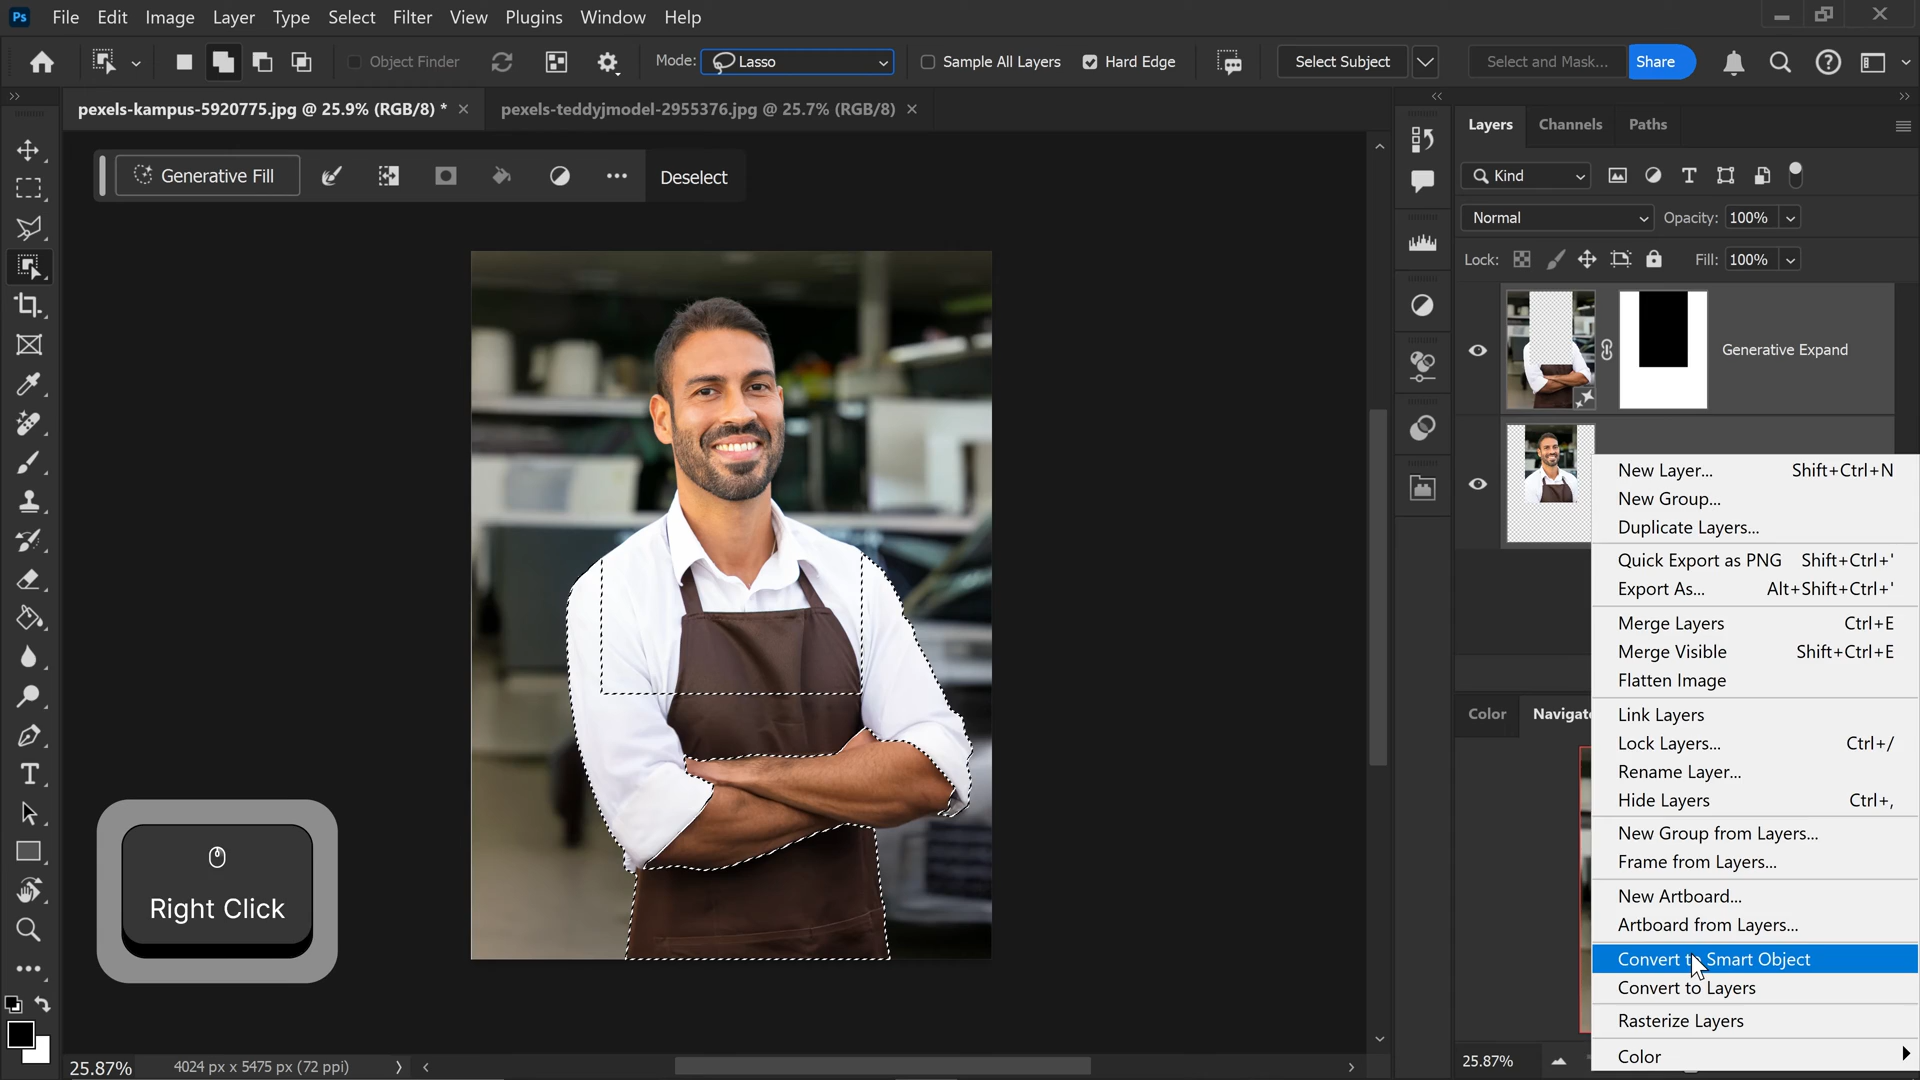 Ps File Edit Image Layer Type Select Filter View Plugins Window Help
Object Finder Mode: Lasso Sample All Layers Hard Edge Select Subject Select and Mask... Share
pexels-kampus-5920775.jpg @ 25.9% (RGB/8) * pexels-teddyjmodel-2955376.jpg @ 25.7% (RGB/8)
Generative Fill Deselect
Layers Channels Paths
Kind
Normal Opacity: 100%
Lock: Fill: 100%
Generative Expand
New Layer... Shift+Ctrl+N
New Group...
Duplicate Layers...
Quick Export as PNG Shift+Ctrl+'
Export As... Alt+Shift+Ctrl+'
Merge Layers Ctrl+E
Merge Visible Shift+Ctrl+E
Flatten Image
Link Layers
Lock Layers... Ctrl+/
Rename Layer...
Hide Layers Ctrl+,
New Group from Layers...
Frame from Layers...
New Artboard...
Artboard from Layers...
Convert to Smart Object
Convert to Layers
Rasterize Layers
Color
Color Navigato
Right Click
25.87% 4024 px x 5475 px (72 ppi)
25.87%